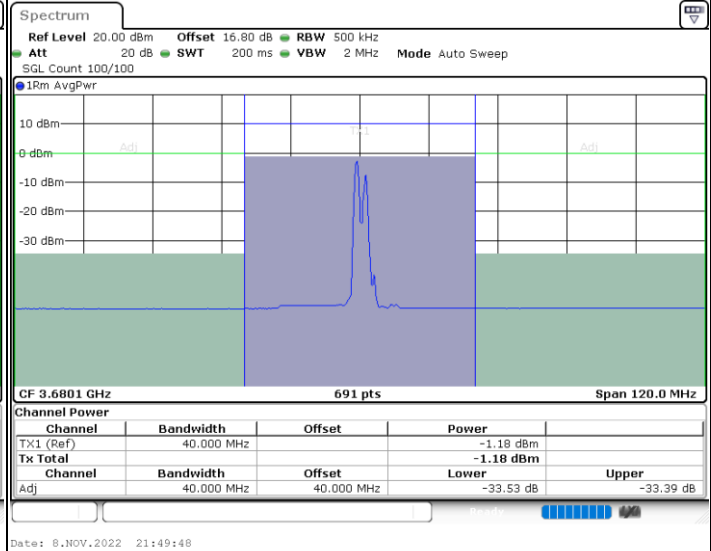 Spectrum
Ref Level 20.00 dBm Offset 16.80 dB RBW 500 kHz
Att 20 dB SWT 200 ms VBW 2 MHz Mode Auto Sweep
SGL Count 100/100
1Rm AvgPwr
10 dBm
TX1
Adj
Adj
0 dBm
-10 dBm
-20 dBm
-30 dBm
CF 3.6801 GHz 691 pts Span 120.0 MHz
Channel Power
Channel Bandwidth Offset Power
TX1 (Ref) 40.000 MHz -1.18 dBm
Tx Total -1.18 dBm
Channel Bandwidth Offset Lower Upper
Adj 40.000 MHz 40.000 MHz -33.53 dB -33.39 dB
Ready
Date: 8.NOV.2022 21:49:48